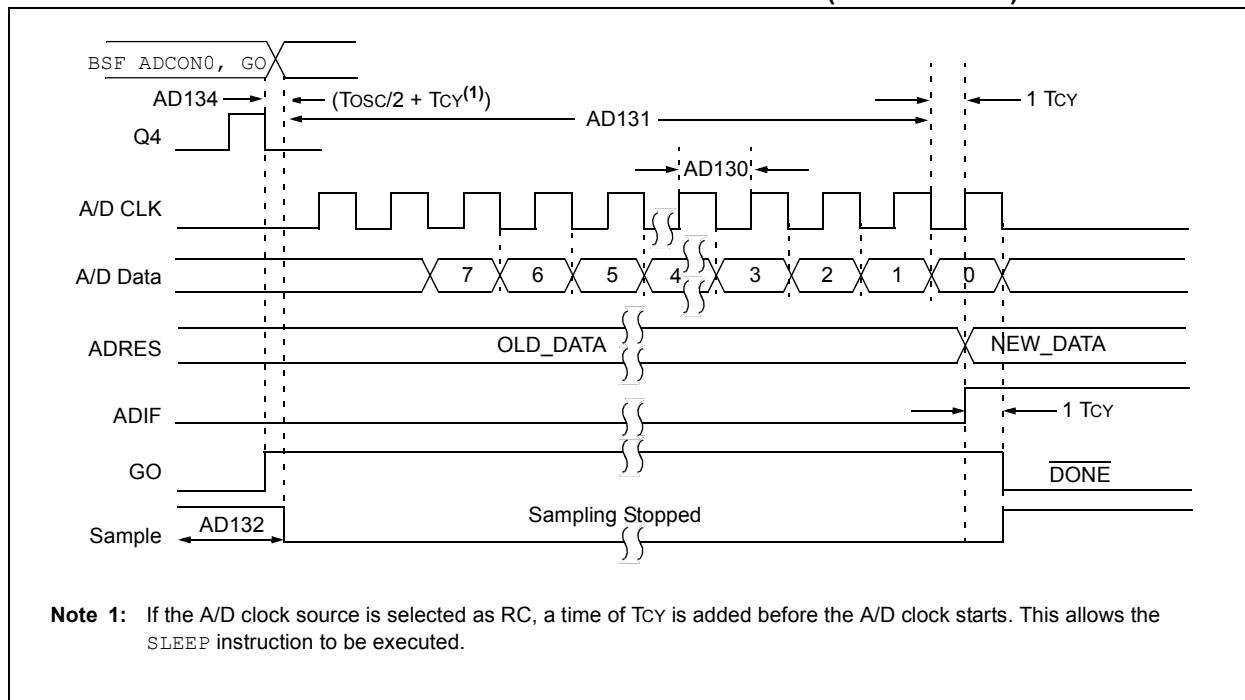 BSF ADCON0, GO
AD134
(TOSC/2 + TCY(1))
1 TCY
AD131
Q4
AD130
A/D CLK
A/D Data
7
6
5
4
3
2
1
0
ADRES
OLD_DATA
NEW_DATA
ADIF
1 TCY
GO
DONE
AD132
Sampling Stopped
Sample
Note 1: If the A/D clock source is selected as RC, a time of TCY is added before the A/D clock starts. This allows the
SLEEP instruction to be executed.